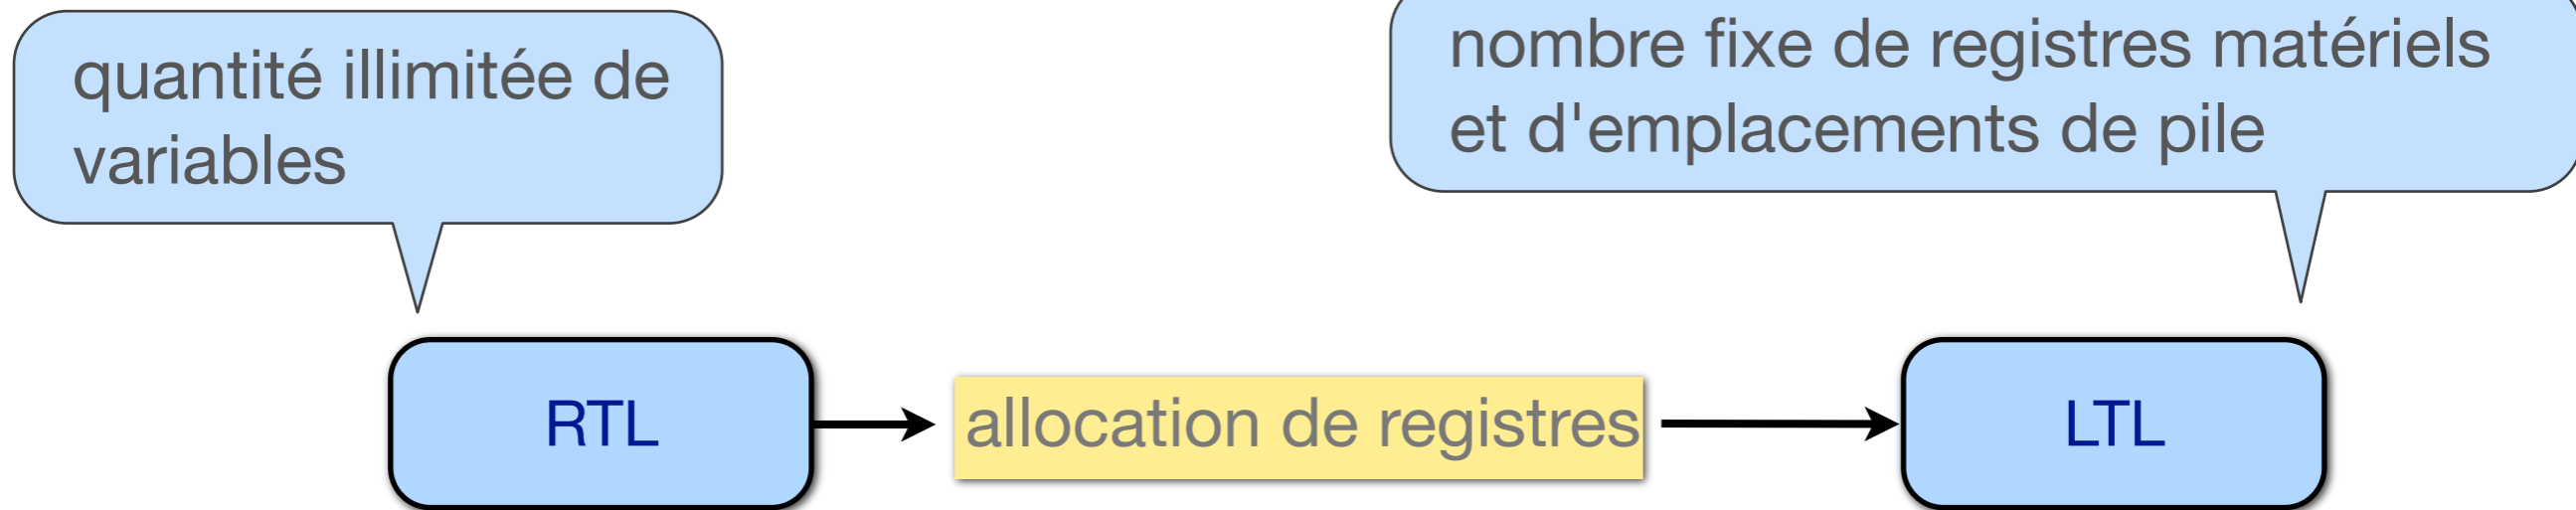 quantité illimitée de
variables
nombre fixe de registres matériels
et d'emplacements de pile
RTL
allocation de registres
LTL